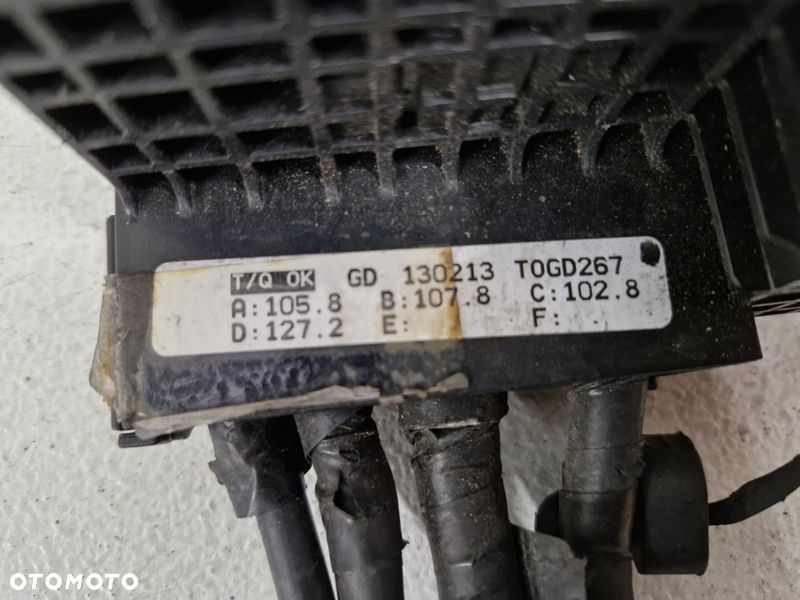 T/Q OK GD 130213 TOGD267
A:105.8 B:107.8 C:102.8
D:127.2 E: F: .
OTOMOTO